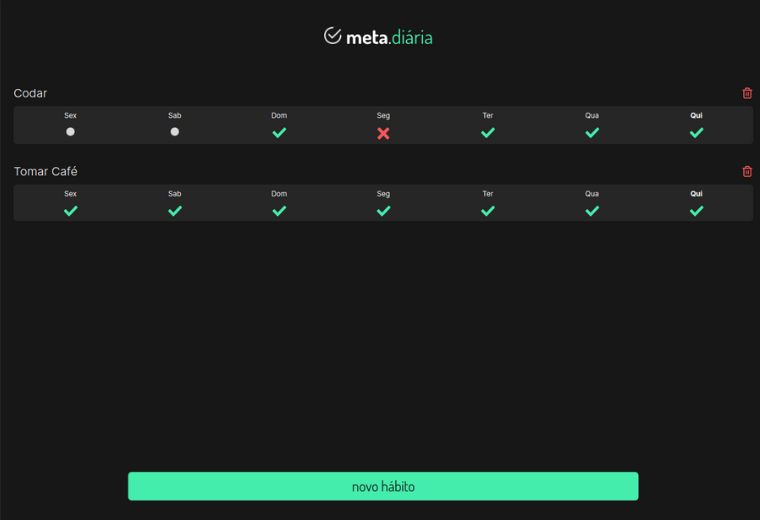 meta.diária
Codar
Sex Sab Dom Seg Ter Qua Qui
Tomar Café
Sex Sab Dom Seg Ter Qua Qui
novo hábito